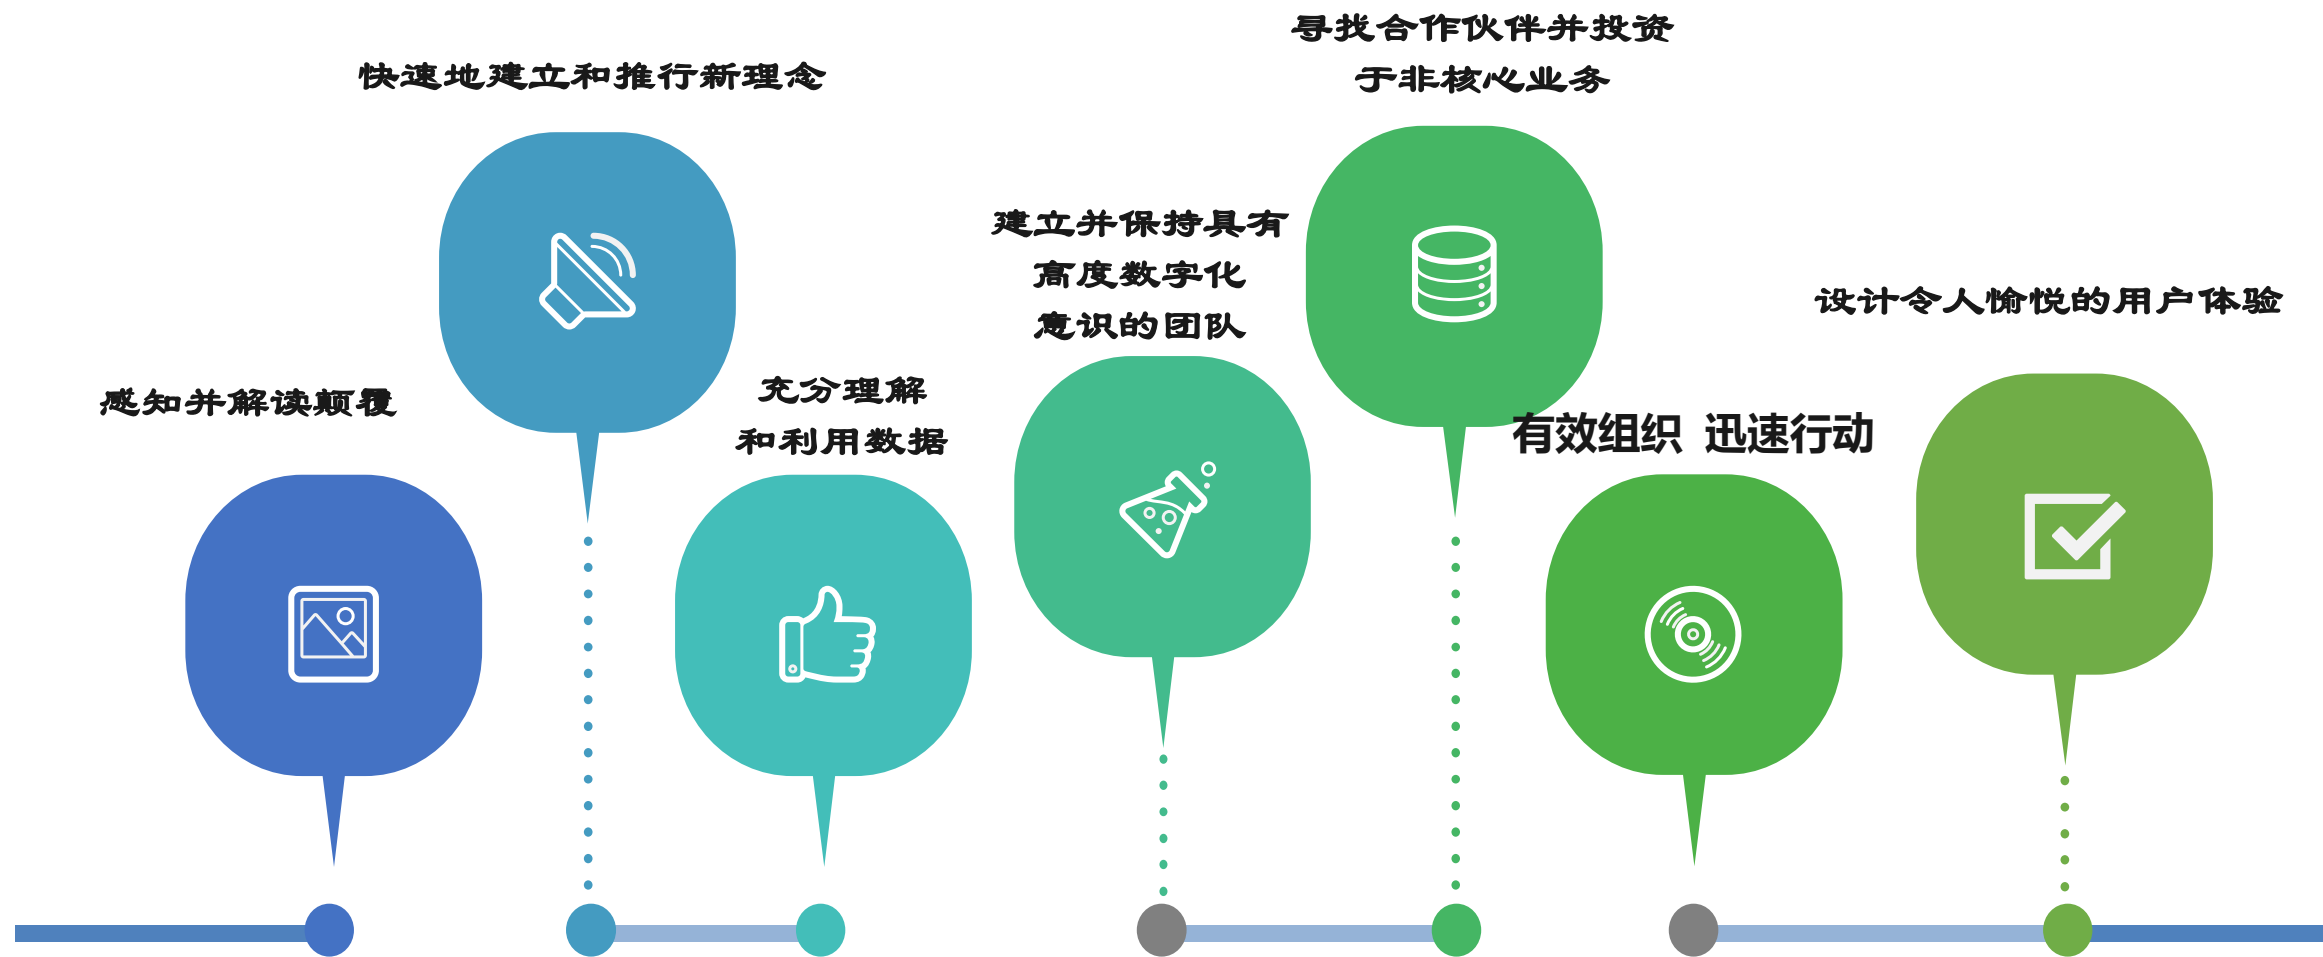 感知并解读颠覆
快速地建立和推行新理念
充分理解
和利用数据
建立并保持具有
高度数字化
意识的团队
寻找合作伙伴并投资
于非核心业务
有效组织 迅速行动
设计令人愉悦的用户体验